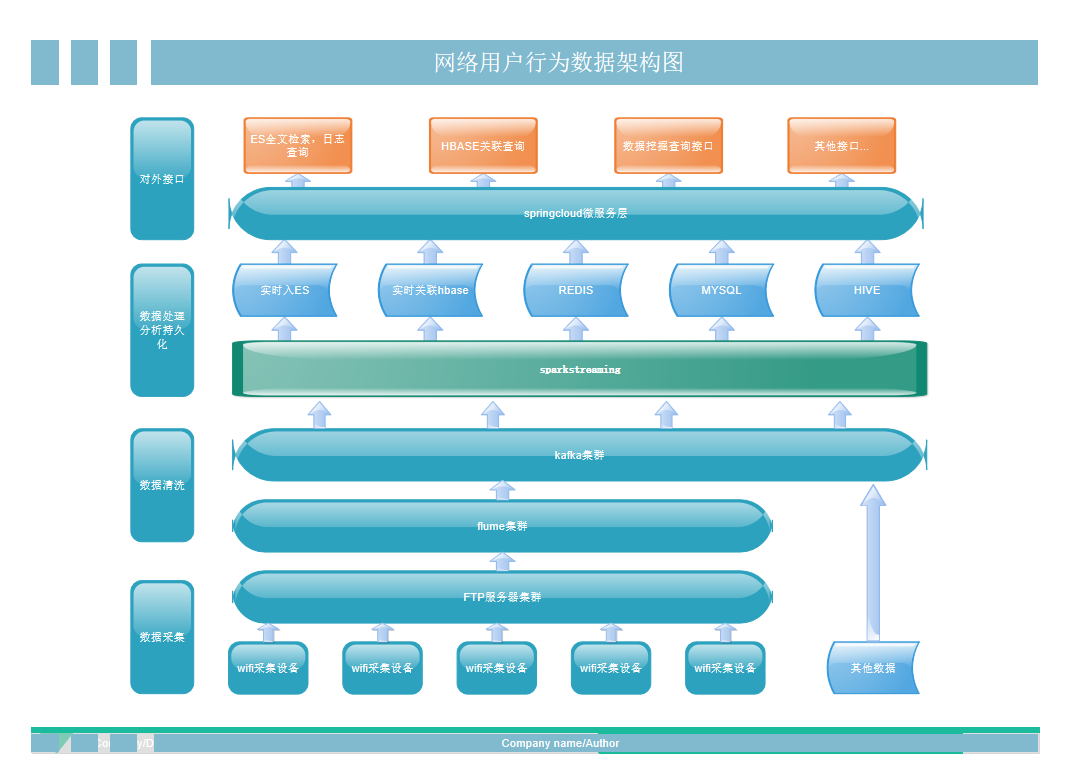 网络用户行为数据架构图
对外接口
ES全文检索，日志
查询
HBASE关联查询
数据挖掘查询接口
其他接口...
springcloud微服务层
数据处理
分析持久
化
实时入ES
实时关联hbase
REDIS
MYSQL
HIVE
sparkstreaming
数据清洗
kafka集群
flume集群
数据采集
FTP服务器集群
wifi采集设备
wifi采集设备
wifi采集设备
wifi采集设备
wifi采集设备
其他数据
Company name/Author